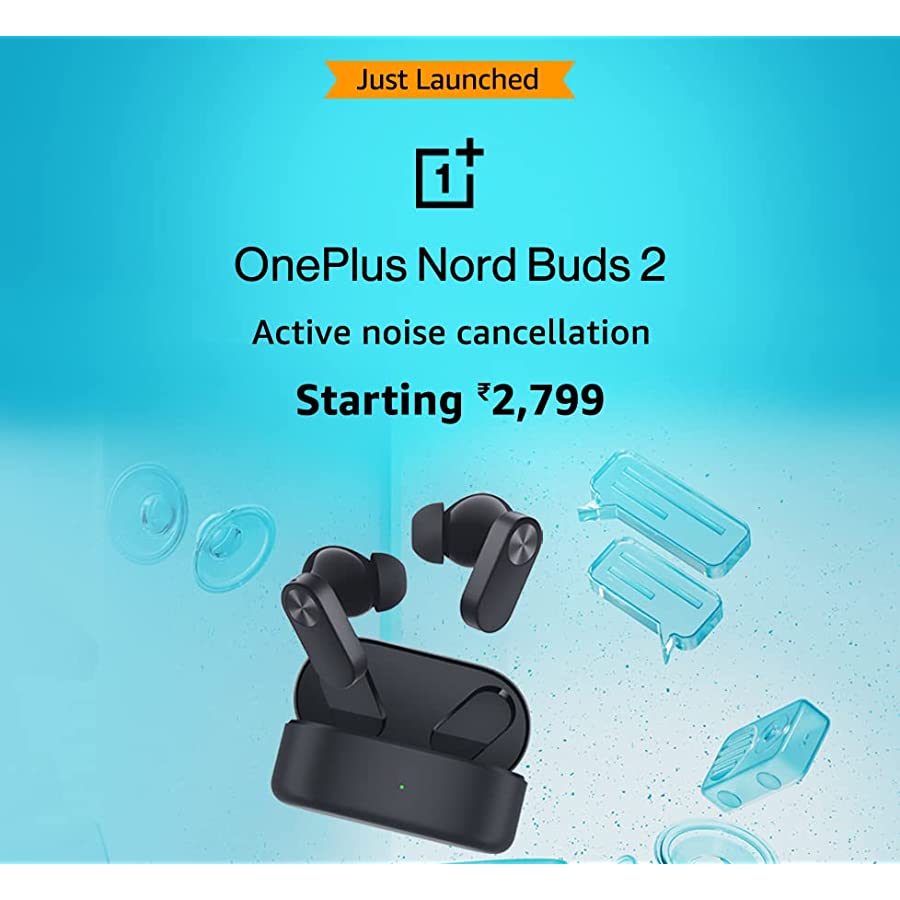 Just Launched
1+
OnePlus Nord Buds 2
Active noise cancellation
Starting ₹2,799